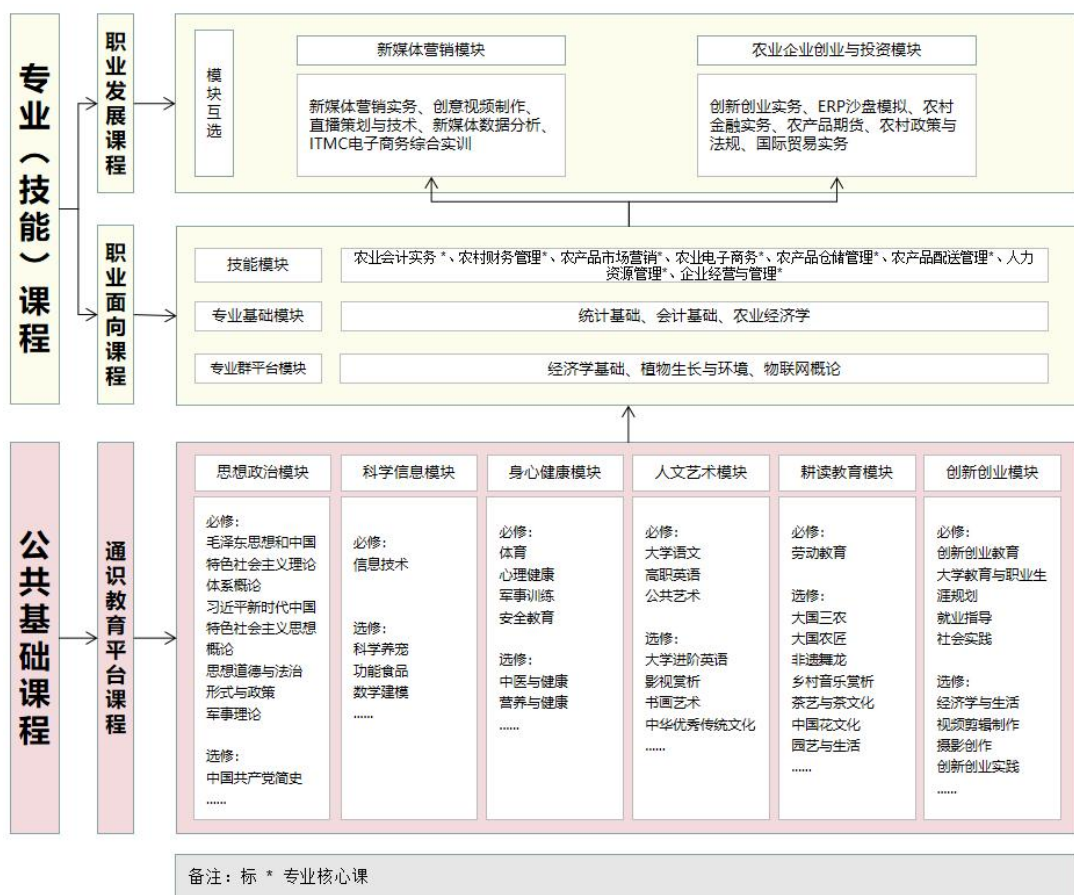 专业（技能）课程
职业发展课程
模块互选
新媒体营销模块
新媒体营销实务、创意视频制作、
直播策划与技术、新媒体数据分析、
ITMC电子商务综合实训
农业企业创业与投资模块
创新创业实务、ERP沙盘模拟、农村
金融实务、农产品期货、农村政策与
法规、国际贸易实务
职业面向课程
技能模块
农业会计实务 *、农村财务管理*、农产品市场营销*、农业电子商务*、农产品仓储管理*、农产品配送管理*、人力
资源管理*、企业经营与管理*
专业基础模块
统计基础、会计基础、农业经济学
专业群平台模块
经济学基础、植物生长与环境、物联网概论
公共基础课程
通识教育平台课程
思想政治模块
必修：
毛泽东思想和中国
特色社会主义理论
体系概论
习近平新时代中国
特色社会主义思想
概论
思想道德与法治
形式与政策
军事理论
选修：
中国共产党简史
......
科学信息模块
必修：
信息技术
选修：
科学养宠
功能食品
数学建模
......
身心健康模块
必修：
体育
心理健康
军事训练
安全教育
选修：
中医与健康
营养与健康
......
人文艺术模块
必修：
大学语文
高职英语
公共艺术
选修：
大学进阶英语
影视赏析
书画艺术
中华优秀传统文化
......
耕读教育模块
必修：
劳动教育
选修：
大国三农
大国农匠
非遗舞龙
乡村音乐赏析
茶艺与茶文化
中国花文化
园艺与生活
......
创新创业模块
必修：
创新创业教育
大学教育与职业生
涯规划
就业指导
社会实践
选修：
经济学与生活
视频剪辑制作
摄影创作
创新创业实践
......
备注：标 * 专业核心课